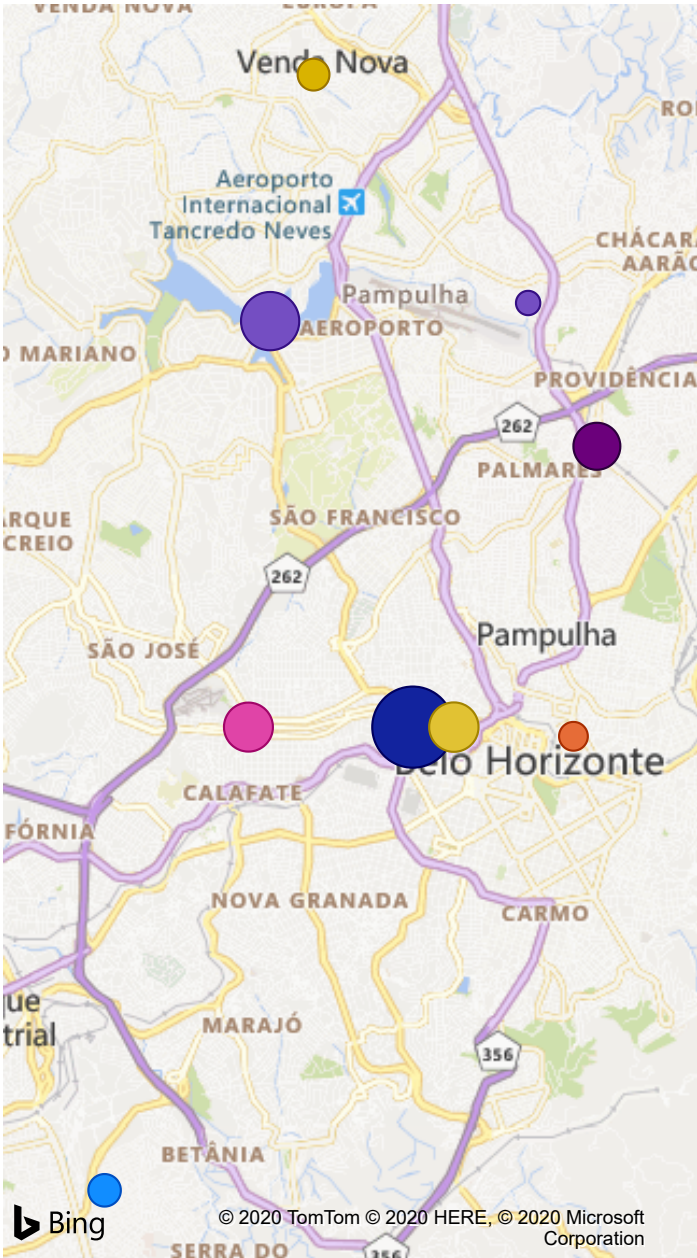 VENDA NOVA
EUROPA
Venda Nova
RO
Aeroporto
Internacional
Tancredo Neves
CHÁCARA
AARÃO
Pampulha
AEROPORTO
O MARIANO
PROVIDÊNCIA
262
PALMARES
ARQUE
CREIO
SÃO FRANCISCO
262
Pampulha
SÃO JOSÉ
Belo Horizonte
CALAFATE
FÓRNIA
NOVA GRANADA
CARMO
que
trial
MARAJÓ
356
BETÂNIA
Bing
© 2020 TomTom © 2020 HERE, © 2020 Microsoft
Corporation
SERRA DO
356